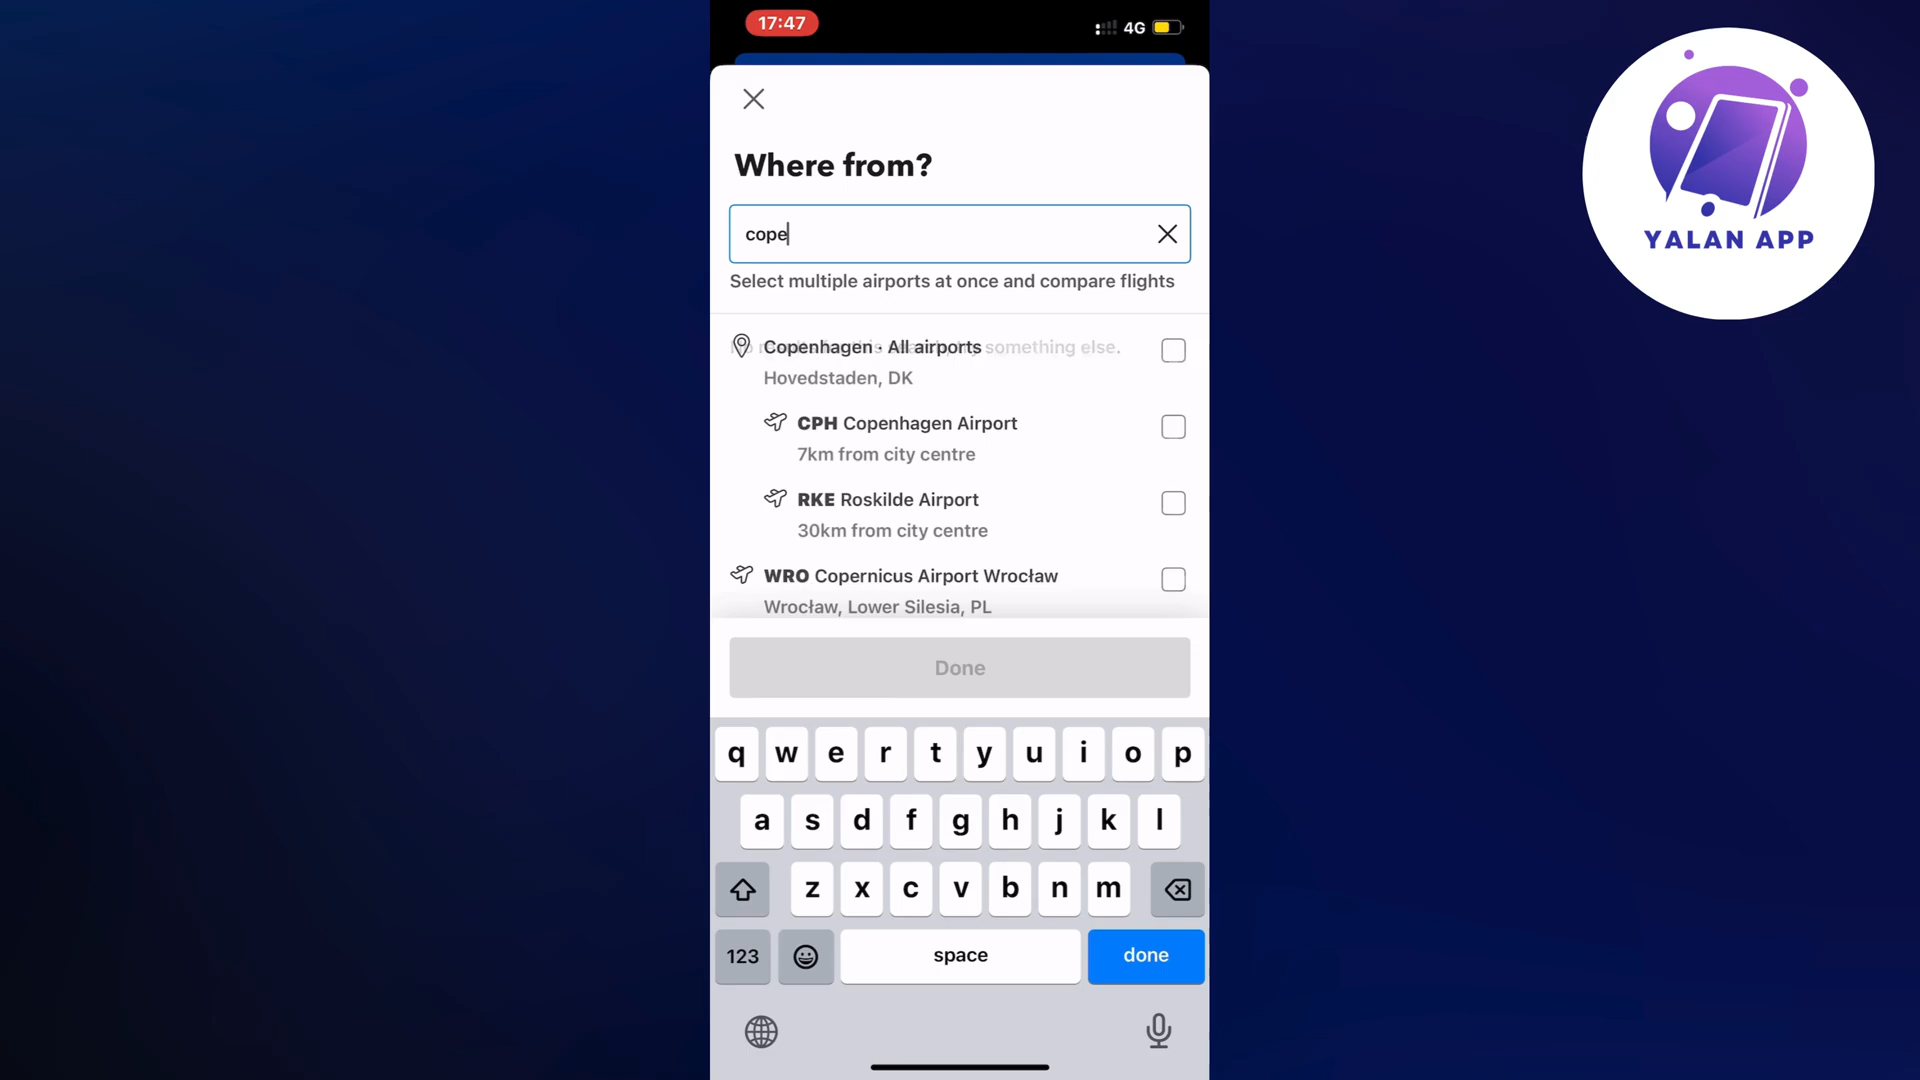 17:47
4G
Where from?
cope
Select multiple airports at once and compare flights
Copenhagen - All airports
something else.
Hovedstaden, DK
CPH Copenhagen Airport
7km from city centre
RKE Roskilde Airport
30km from city centre
WRO Copernicus Airport Wrocław
Wrocław, Lower Silesia, PL
Done
q w e r t y u i o p
a s d f g h j k l
z x c v b n m
123 space done
YALAN APP